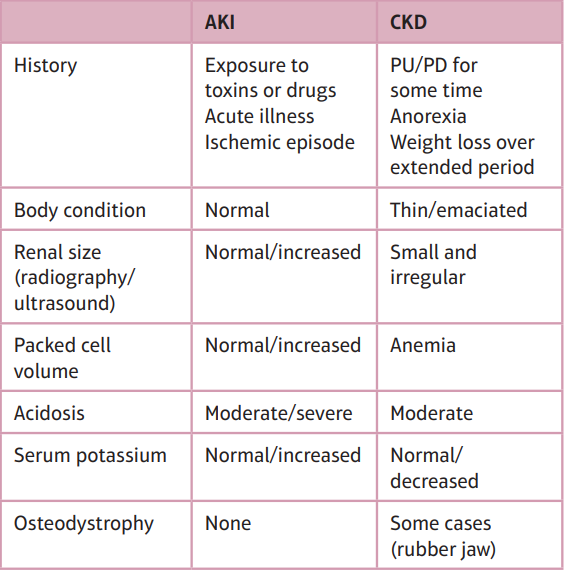 AKI CKD
History Exposure to PU/PD for
toxins or drugs some time
Acute illness Anorexia
Ischemic episode Weight loss over
extended period
Body condition Normal Thin/emaciated
Renal size Normal/increased Small and
(radiography/ irregular
ultrasound)
Packed cell Normal/increased Anemia
volume
Acidosis Moderate/severe Moderate
Serum potassium Normal/increased Normal/
decreased
Osteodystrophy None Some cases
(rubber jaw)